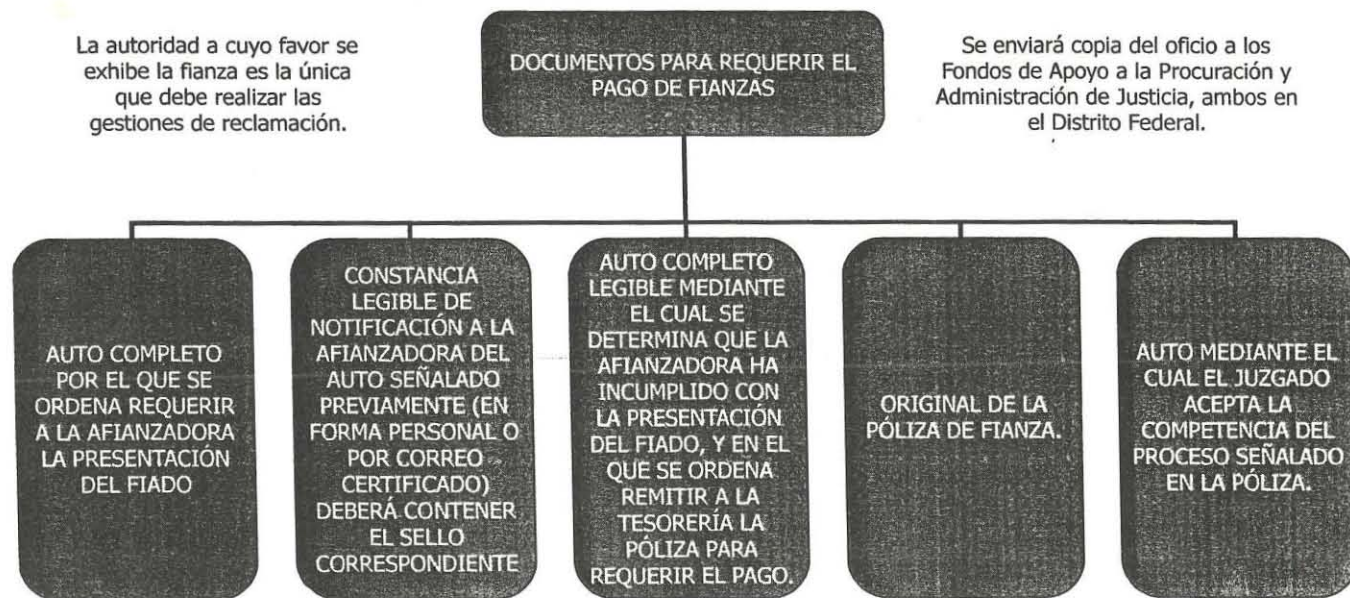 La autoridad a cuyo favor se
exhibe la fianza es la única
que debe realizar las
gestiones de reclamación.
DOCUMENTOS PARA REQUERIR EL
PAGO DE FIANZAS
Se enviará copia del oficio a los
Fondos de Apoyo a la Procuración y
Administración de Justicia, ambos en
el Distrito Federal.
AUTO COMPLETO
POR EL QUE SE
ORDENA REQUERIR
A LA AFIANZADORA
LA PRESENTACIÓN
DEL FIADO
CONSTANCIA
LEGIBLE DE
NOTIFICACIÓN A LA
AFIANZADORA DEL
AUTO SEÑALADO
PREVIAMENTE (EN
FORMA PERSONAL O
POR CORREO
CERTIFICADO)
DEBERÁ CONTENER
EL SELLO
CORRESPONDIENTE
AUTO COMPLETO
LEGIBLE MEDIANTE
EL CUAL SE
DETERMINA QUE LA
AFIANZADORA HA
INCUMPLIDO CON
LA PRESENTACIÓN
DEL FIADO, Y EN EL
QUE SE ORDENA
REMITIR A LA
TESORERÍA LA
PÓLIZA PARA
REQUERIR EL PAGO.
ORIGINAL DE LA
PÓLIZA DE FIANZA.
AUTO MEDIANTE EL
CUAL EL JUZGADO
ACEPTA LA
COMPETENCIA DEL
PROCESO SEÑALADO
EN LA PÓLIZA.